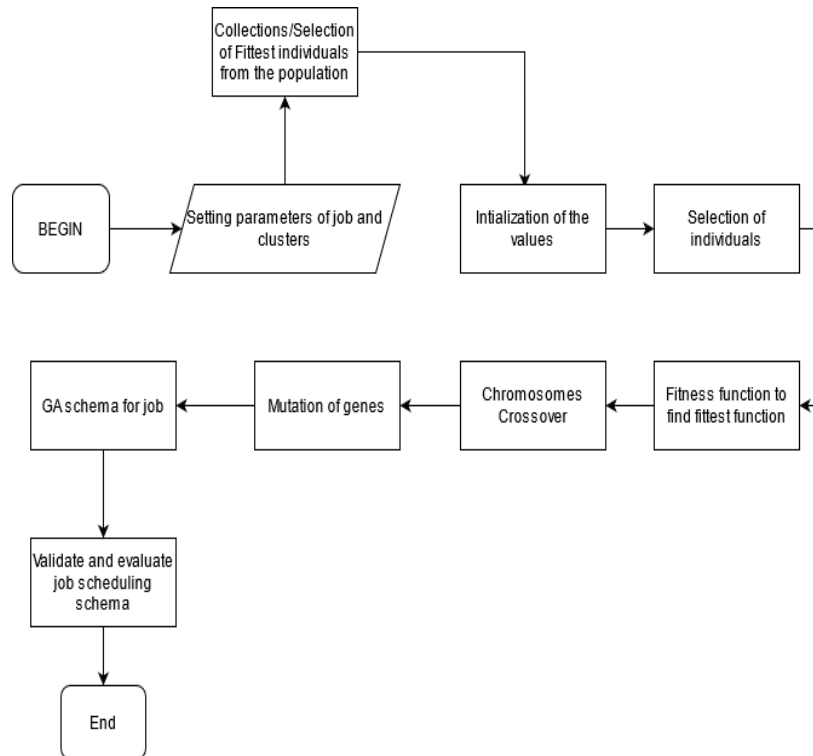 Collections/Selection
of Fittest individuals
from the population
BEGIN
Setting parameters of job and
clusters
Intialization of the
values
Selection of
individuals
GA schema for job
Mutation of genes
Chromosomes
Crossover
Fitness function to
find fittest function
Validate and evaluate
job scheduling
schema
End